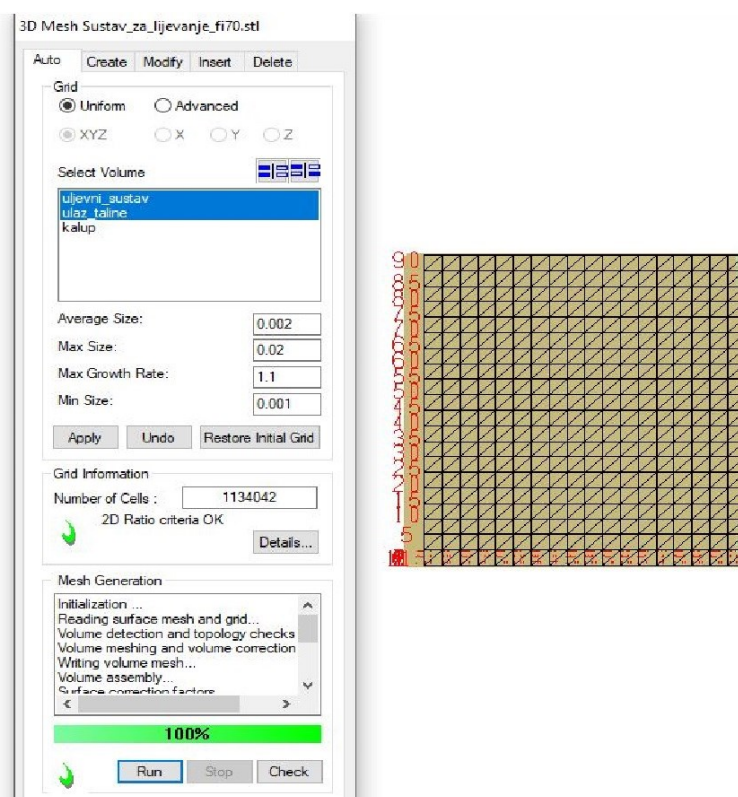 3D Mesh Sustav_za_lijevanje_fi70.stl
Auto Create Modify Insert Delete
Grid
Uniform Advanced
XYZ X Y Z
Select Volume
uljevni_sustav
ulaz_taline
kalup
Average Size: 0.002
Max Size: 0.02
Max Growth Rate: 1.1
Min Size: 0.001
Apply Undo Restore Initial Grid
Grid Information
Number of Cells : 1134042
2D Ratio criteria OK
Details...
Mesh Generation
Initialization ...
Reading surface mesh and grid...
Volume detection and topology checks
Volume meshing and volume correction
Writing volume mesh...
Volume assembly...
Surface correction factors
100%
Run Stop Check
90